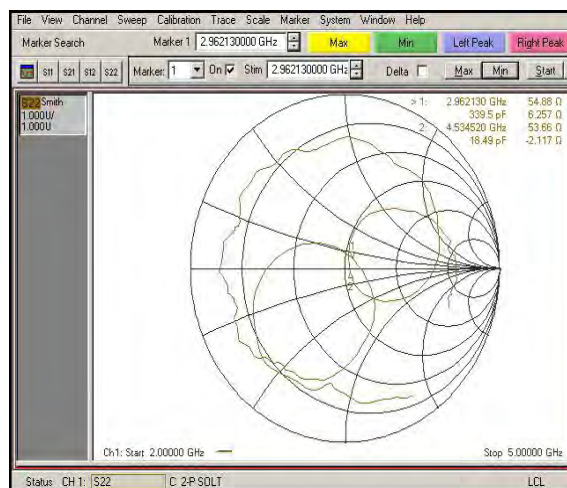 File View Channel Sweep Calibration Trace Scale Marker System Window Help
Marker Search Marker 1 2.962130000 GHz Max Min Left Peak Right Peak
S11 S21 S12 S22 Marker: 1 On Stim 2.962130000 GHz Delta Max Min Start
S22 Smith
1.000U/
1.000U
> 1: 2.962130 GHz 54.88 Ω
339.5 pF 6.257 Ω
2: 4.534520 GHz 53.66 Ω
16.49 pF -2.117 Ω
1
2
Ch1: Start 2.00000 GHz Stop 5.00000 GHz
Status CH 1: S22 C 2-P SOLT LCL